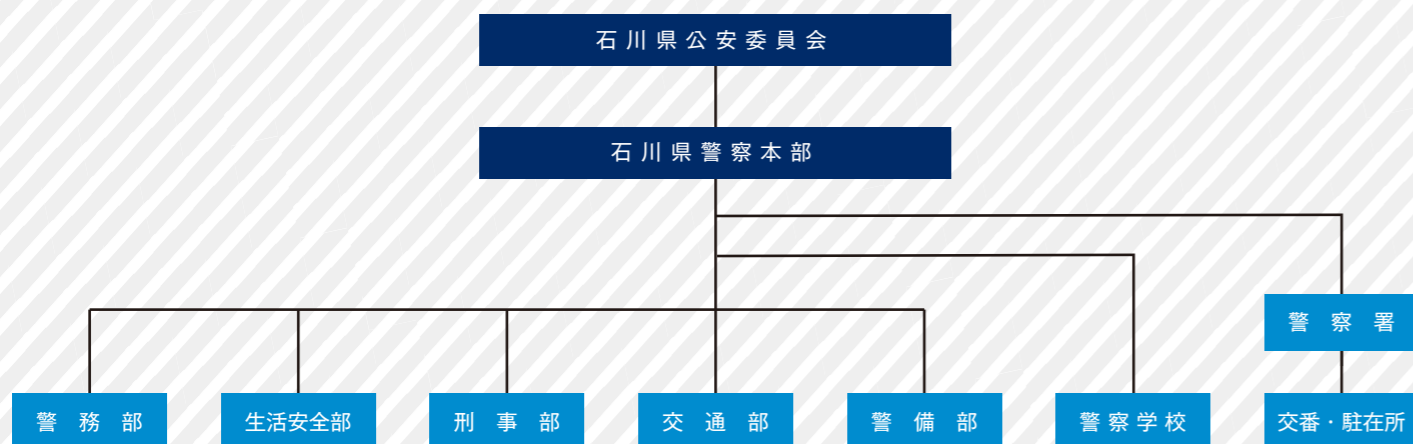 石川県公安委員会
石川県警察本部
警察署
警務部
生活安全部
刑事部
交通部
警備部
警察学校
交番・駐在所